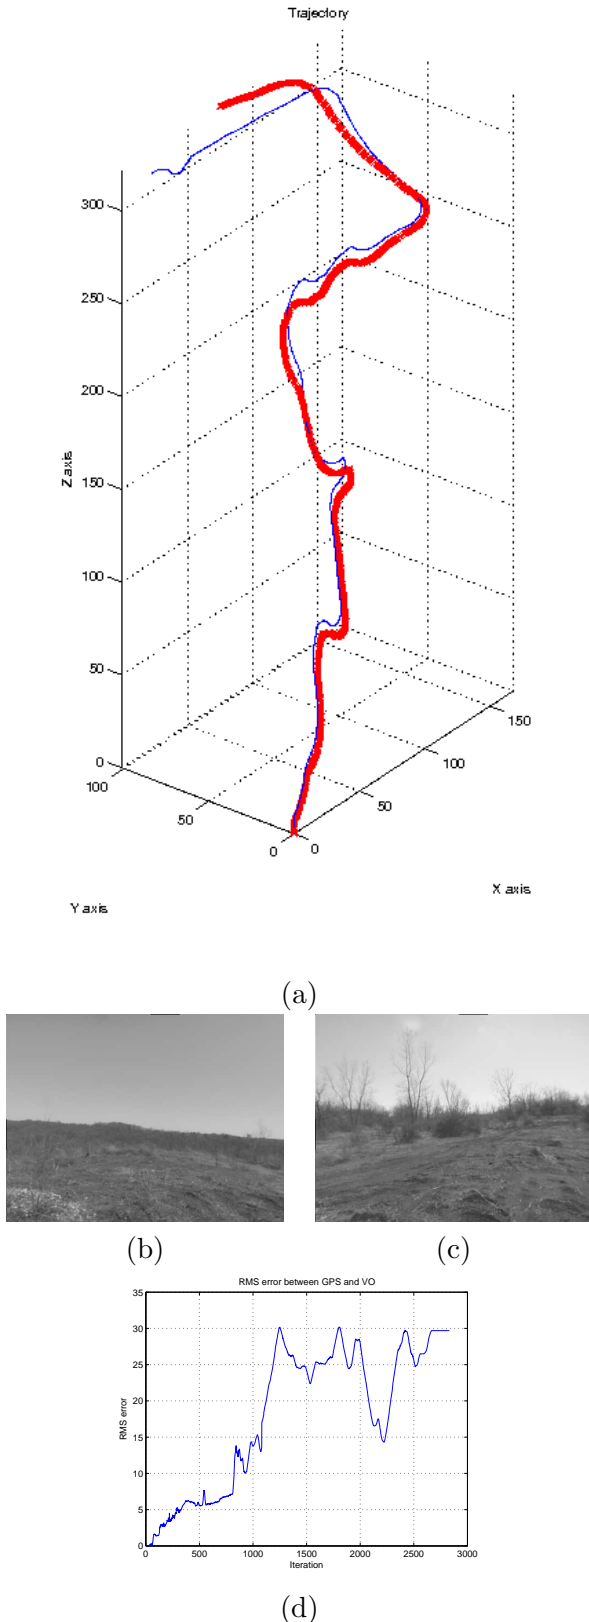 Trajectory
300
250
200
150
100
50
0
Z axis
100
50
0
Y axis
0
50
100
150
X axis
(a)
(b)
(c)
RMS error between GPS and VO
35
30
25
20
15
10
5
0
RMS error
0
500
1000
1500
2000
2500
3000
Iteration
(d)